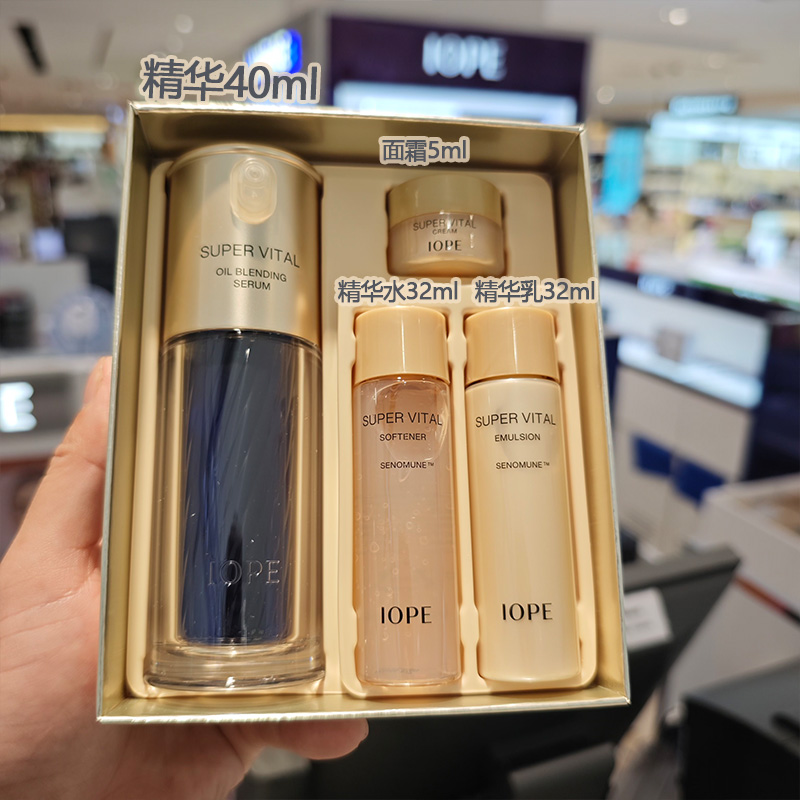 IOPE
精华40ml
面霜5ml
SUPER VITAL
CREAM
IOPE
SUPER VITAL
OIL BLENDING
SERUM
IOPE
精华水32ml
SUPER VITAL
SOFTENER
SENOMUNE™
IOPE
精华乳32ml
SUPER VITAL
EMULSION
SENOMUNE™
IOPE